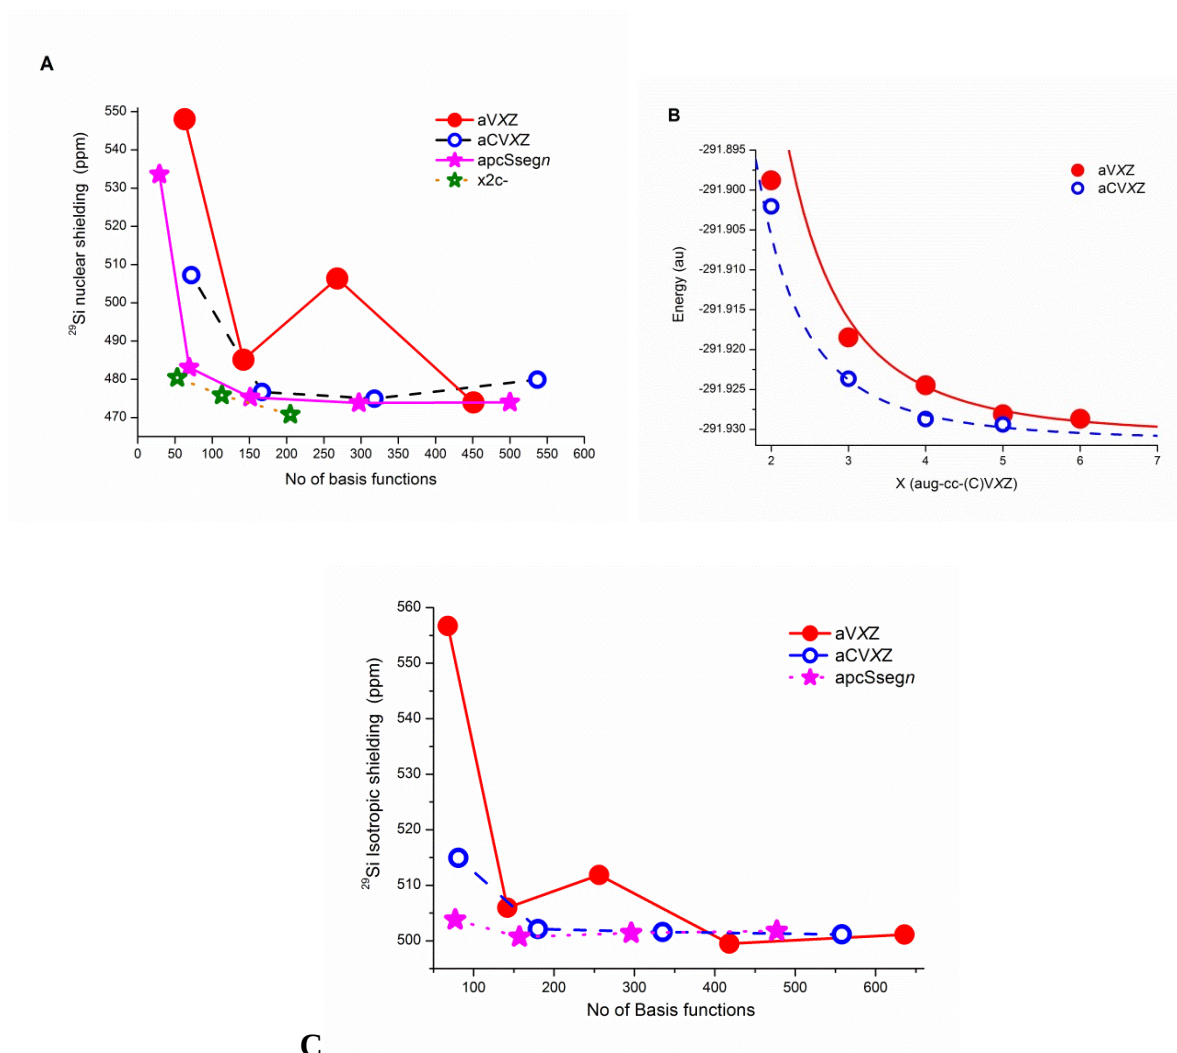 A
29Si nuclear shielding (ppm)
550
540
530
520
510
500
490
480
470
0 50 100 150 200 250 300 350 400 450 500 550 600
No of basis functions
aVXZ
aCVXZ
apcSsegn
x2c-
B
Energy (au)
-291.895
-291.900
-291.905
-291.910
-291.915
-291.920
-291.925
-291.930
2 3 4 5 6 7
X (aug-cc-(C)VXZ)
aVXZ
aCVXZ
29Si Isotropic shielding (ppm)
560
550
540
530
520
510
500
100 200 300 400 500 600
No of Basis functions
aVXZ
aCVXZ
apcSsegn
C